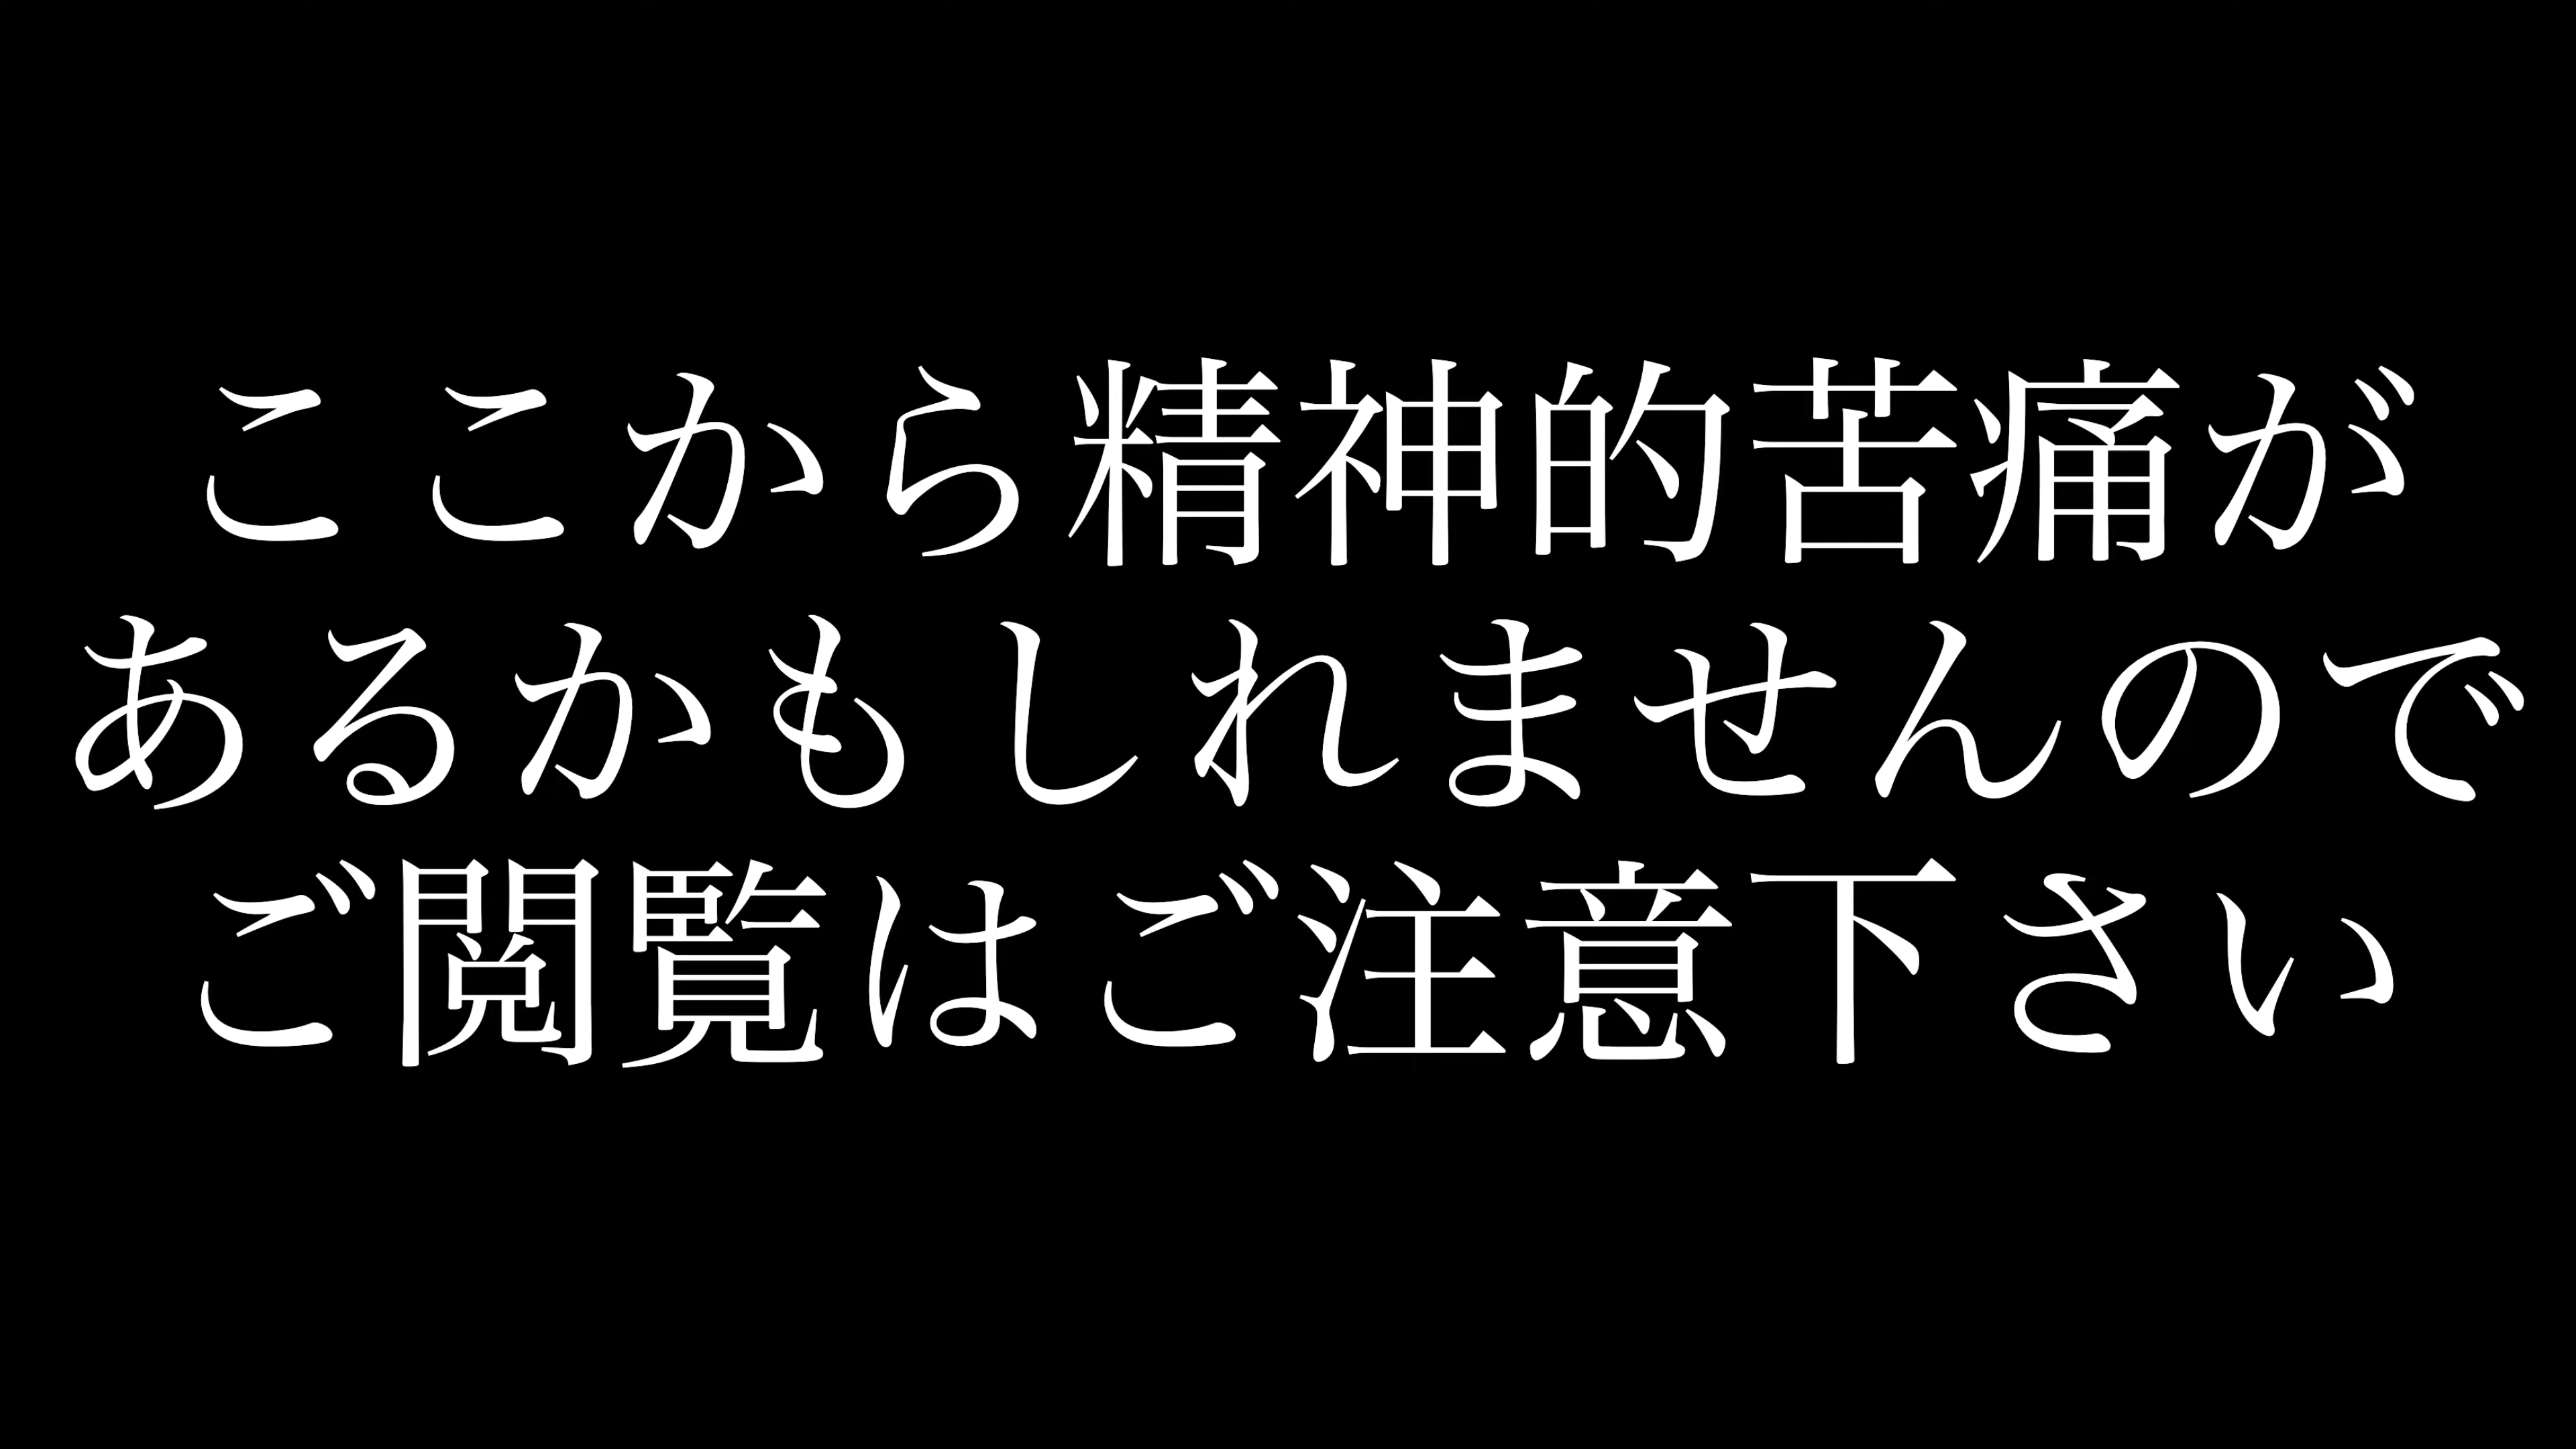 ここから精神的苦痛が
あるかもしれませんので
ご閲覧はご注意下さい